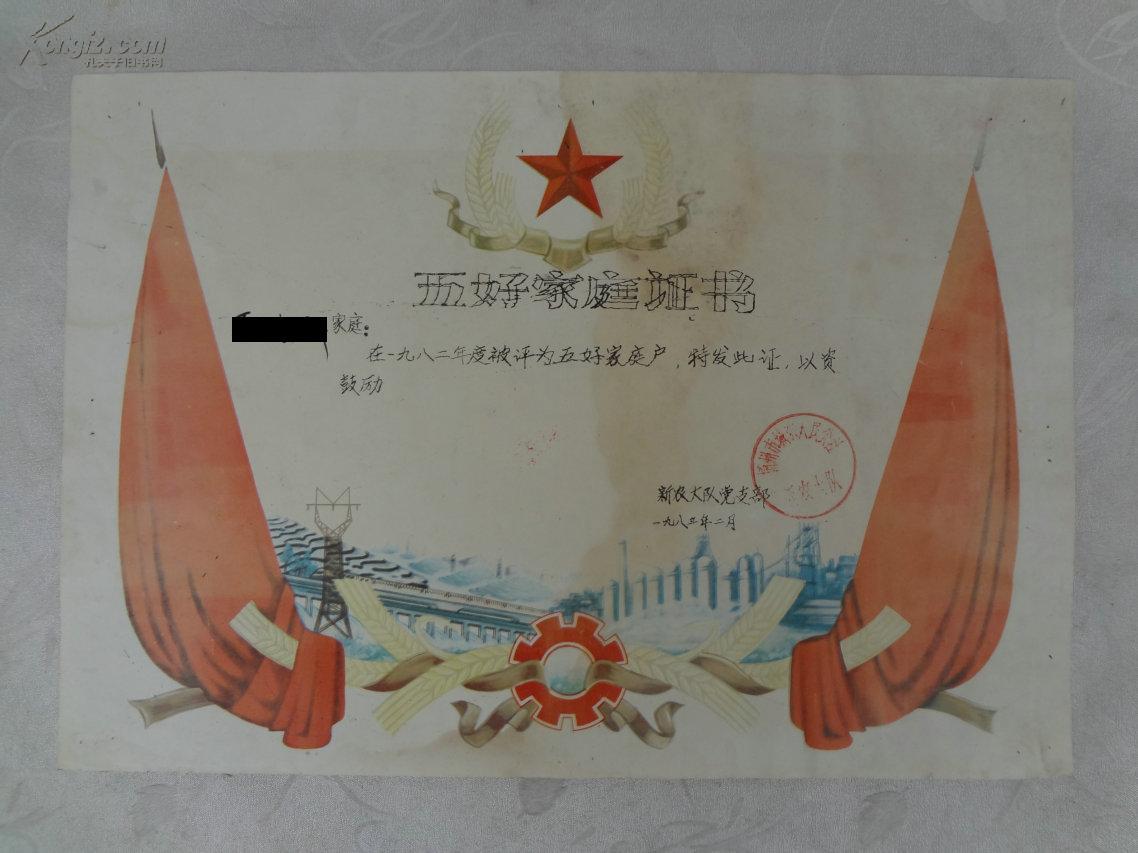 Kongfz.com
孔夫子旧书网
五好家庭证书
家庭：
在一九八二年度被评为五好家庭户，特发此证，以资
鼓励
新农大队党支部
一九八三年二月